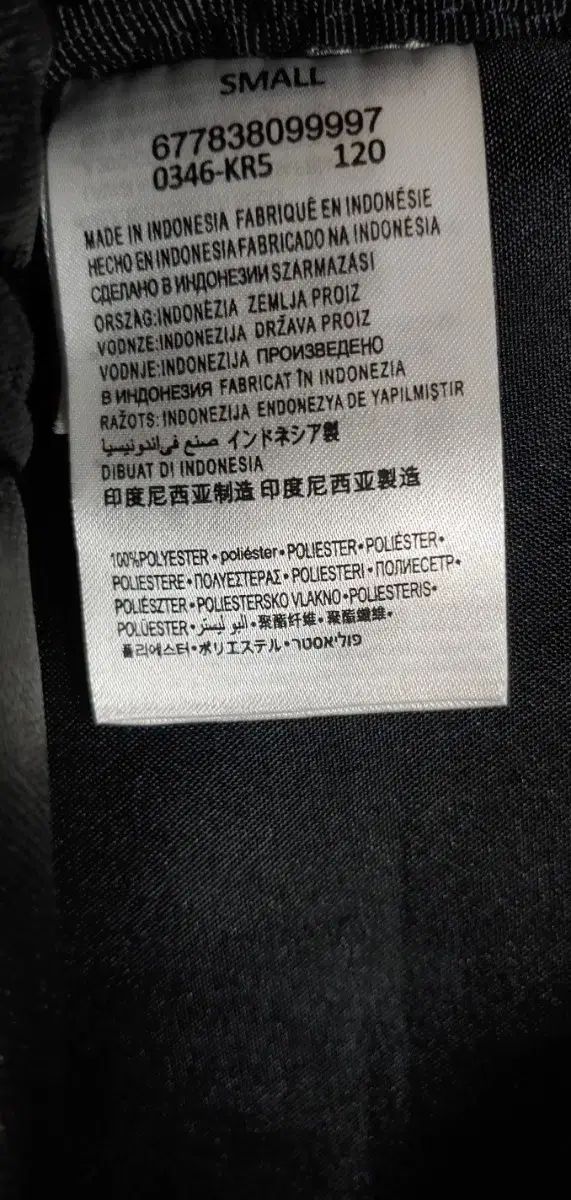 SMALL
677838099997
0346-KR5 120
MADE IN INDONESIA FABRIQUÉ EN INDONÉSIE
HECHO EN INDONESIA FABRICADO NA INDONÉSIA
СДЕЛАНО В ИНДОНЕЗИИ SZÁRMAZÁSI
ORSZÁG:INDONÉZIA ZEMLJA PROIZ
VODNZE:INDONEZIJA DRŽAVA PROIZ
VODNJE:INDONEZIJA ПРОИЗВЕДЕНО
В ИНДОНЕЗИЯ FABRICAT ÎN INDONEZIA
RAŽOTS: INDONEZIJA ENDONEZYA DE YAPILMIŞTIR
صنع في اندونيسيا インドネシア製
DIBUAT DI INDONESIA
印度尼西亚制造 印度尼西亚製造
100%POLYESTER • poliéster • POLIESTER • POLIÉSTER •
POLIESTERE • ΠΟΛΥΕΣΤΕΡΑΣ • POLIESTERI • ПОЛИЕСЕТР •
POLIÉSZTER • POLIESTERSKO VLAKNO • POLIESTERIS •
POLÜESTER • البوليستر • 聚酯纤维 • 聚酯纖維 •
폴리에스터 • ポリエステル • פוליאסטר